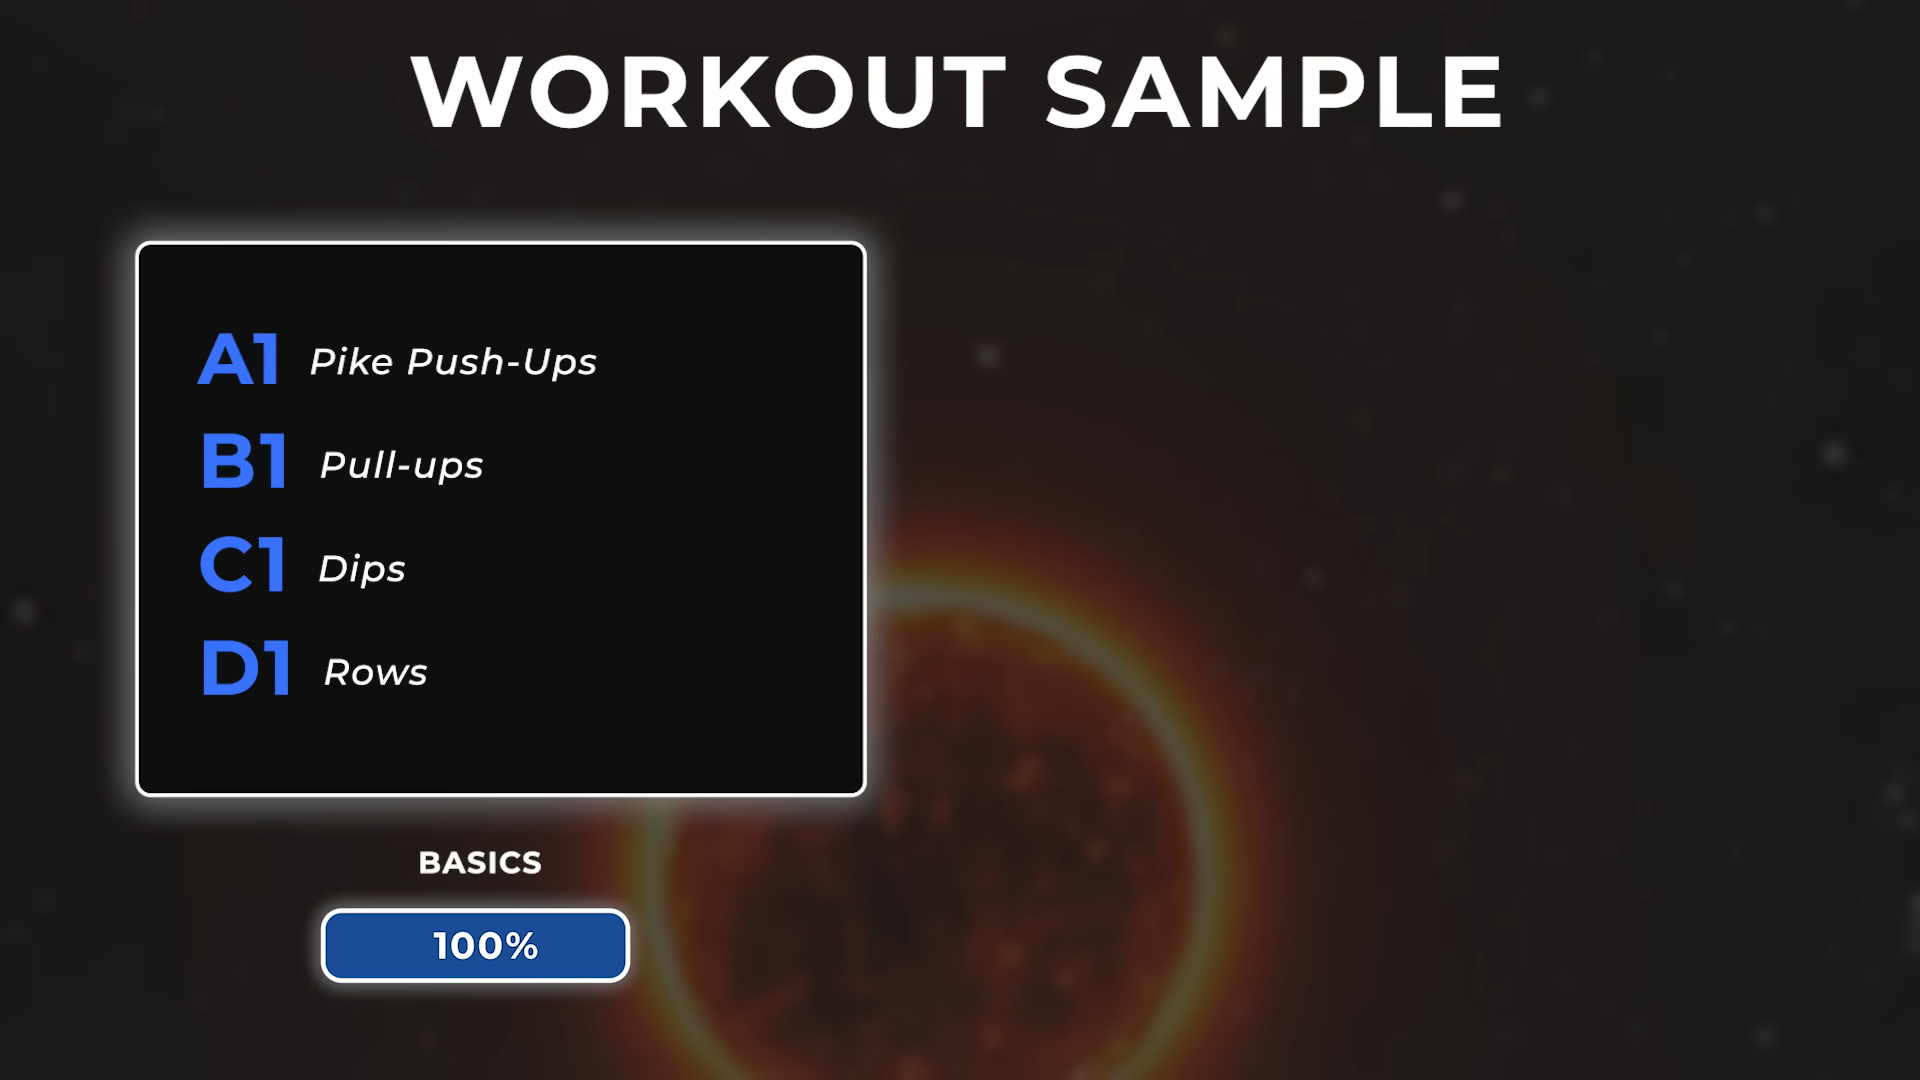 WORKOUT SAMPLE
A1 Pike Push-Ups
B1 Pull-ups
C1 Dips
D1 Rows
BASICS
100%